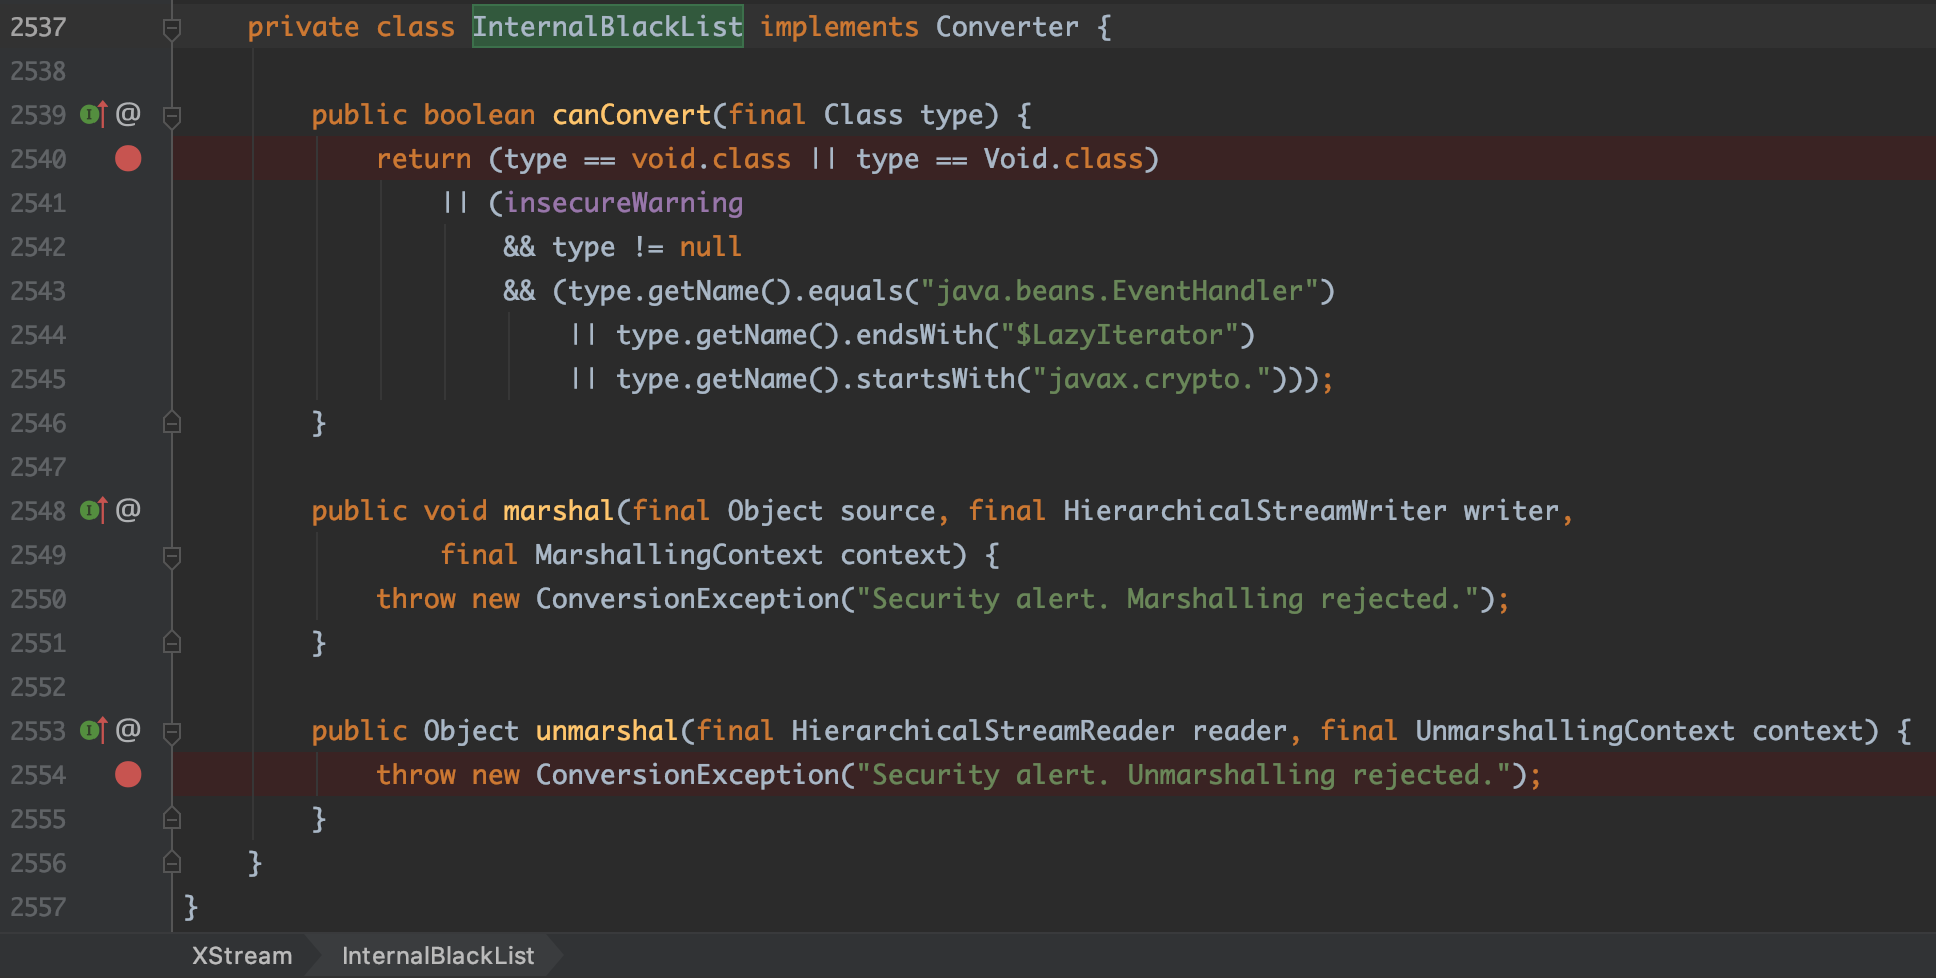 2537 private class InternalBlackList implements Converter {
2538
2539 @ public boolean canConvert(final Class type) {
2540 return (type == void.class || type == Void.class)
2541 || (insecureWarning
2542 && type != null
2543 && (type.getName().equals("java.beans.EventHandler")
2544 || type.getName().endsWith("$LazyIterator")
2545 || type.getName().startsWith("javax.crypto.")));
2546 }
2547
2548 @ public void marshal(final Object source, final HierarchicalStreamWriter writer,
2549 final MarshallingContext context) {
2550 throw new ConversionException("Security alert. Marshalling rejected.");
2551 }
2552
2553 @ public Object unmarshal(final HierarchicalStreamReader reader, final UnmarshallingContext context) {
2554 throw new ConversionException("Security alert. Unmarshalling rejected.");
2555 }
2556 }
2557 }
XStream InternalBlackList